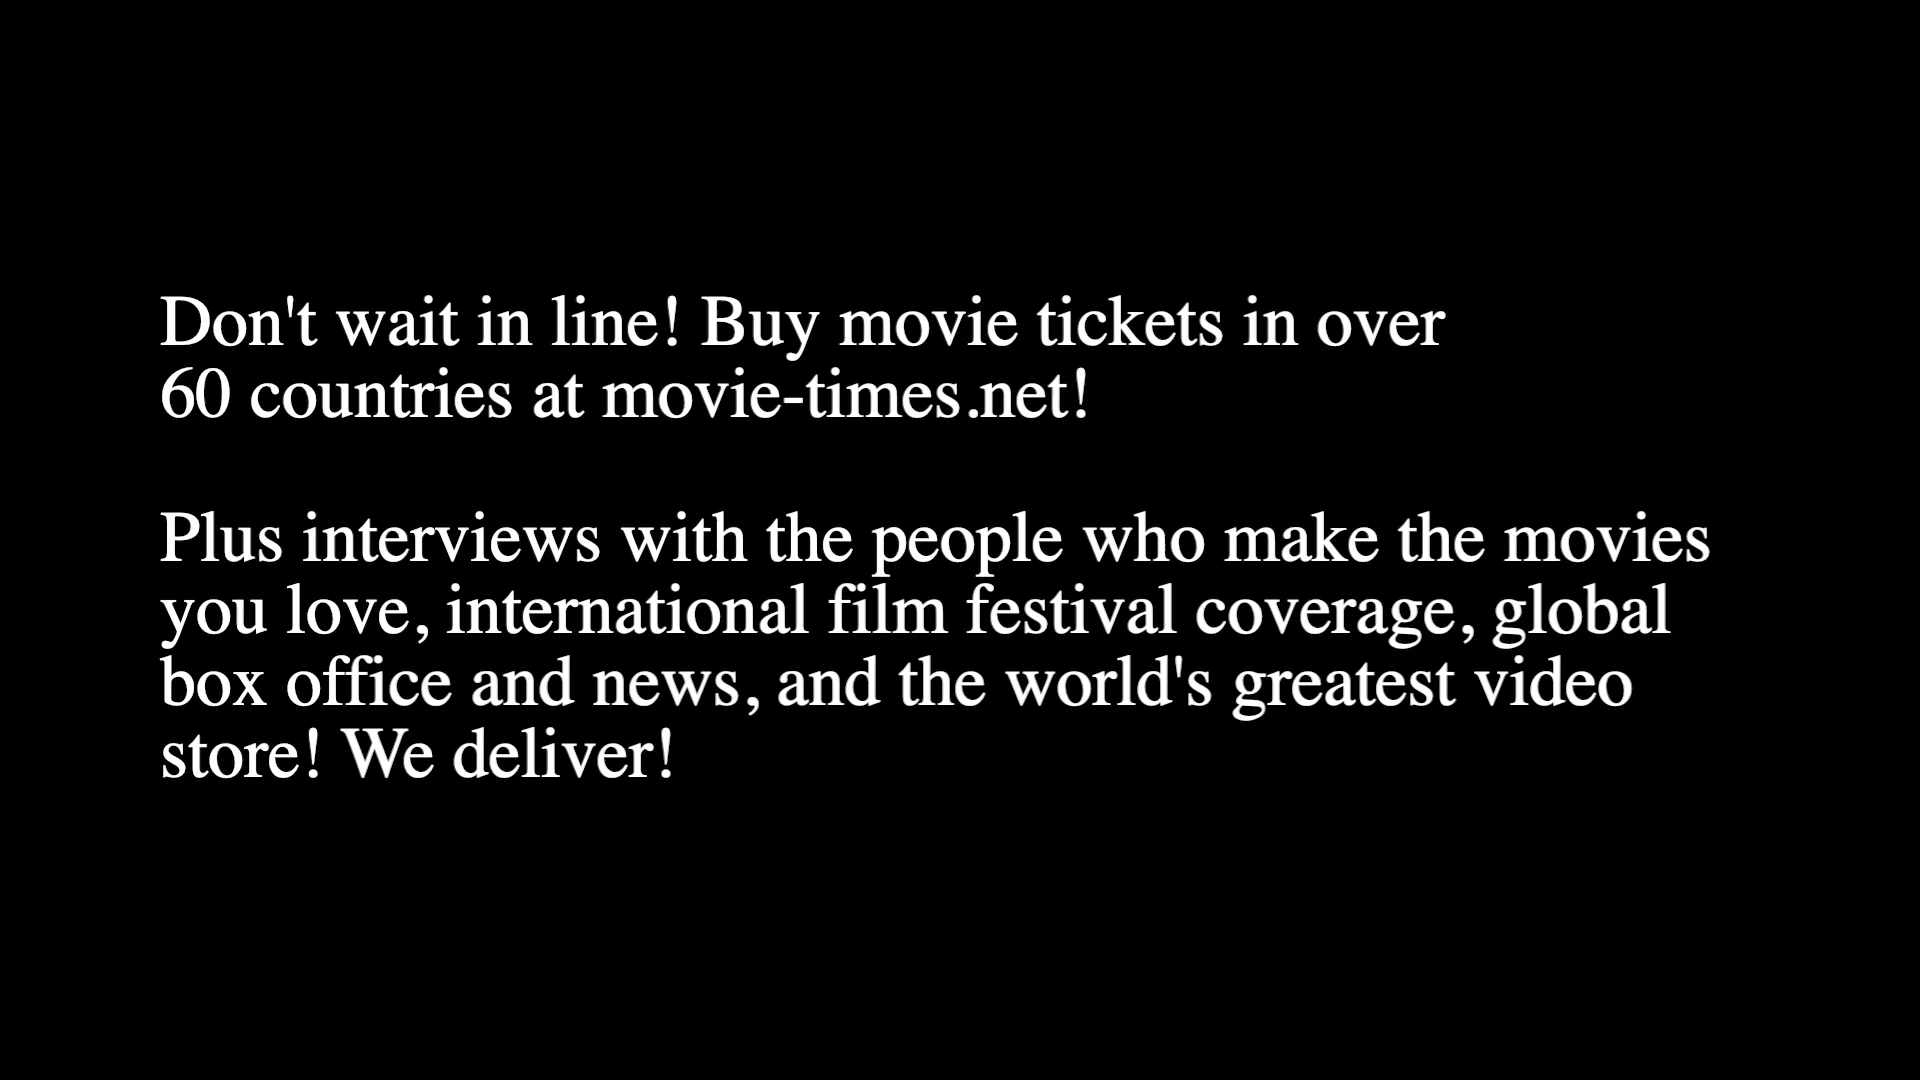 Don't wait in line! Buy movie tickets in over
60 countries at movie-times.net!
Plus interviews with the people who make the movies
you love, international film festival coverage, global
box office and news, and the world's greatest video
store! We deliver!